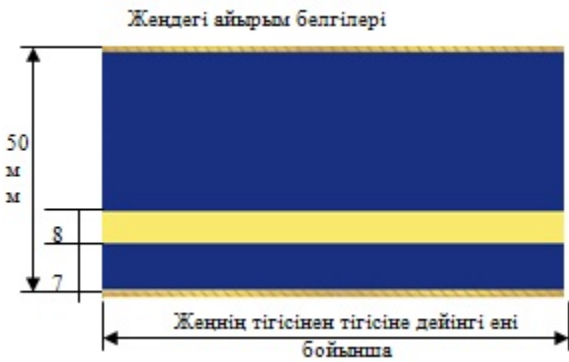 Жеңдегі айырым белгілері
50
м
м
8
7
Жеңнің тігісінен тігісіне дейінгі ені
бойынша